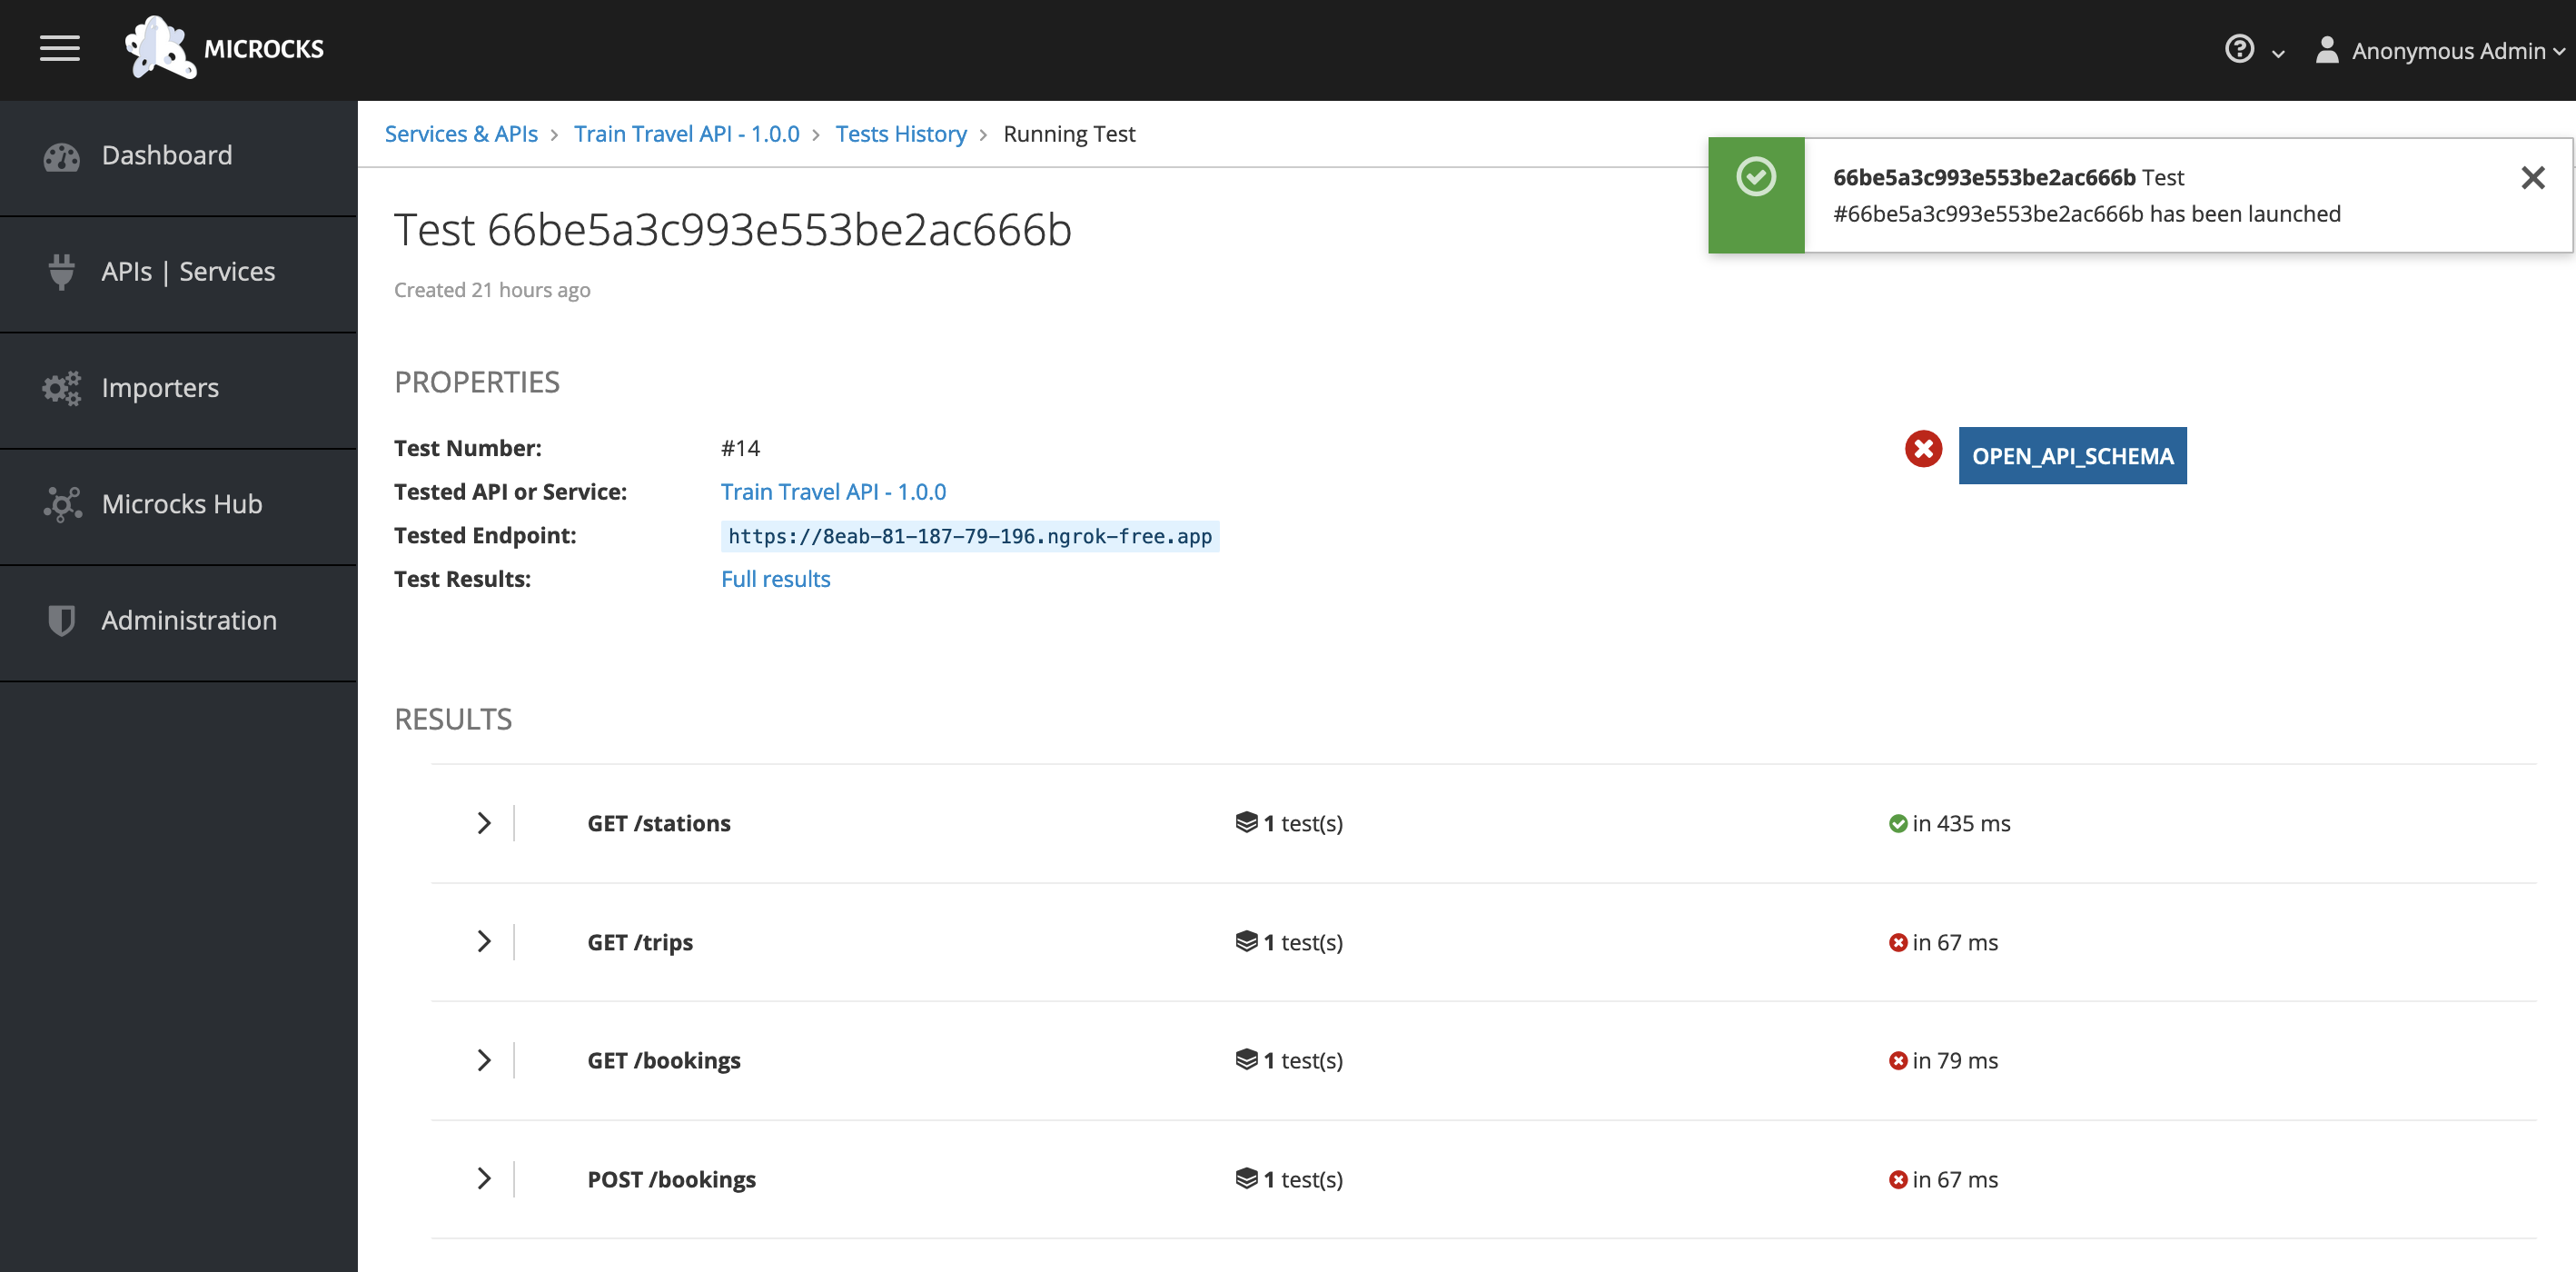 MICROCKS
Anonymous Admin
Dashboard
APIs | Services
Importers
Microcks Hub
Administration
Services & APIs > Train Travel API - 1.0.0 > Tests History > Running Test
66be5a3c993e553be2ac666b Test
#66be5a3c993e553be2ac666b has been launched
Test 66be5a3c993e553be2ac666b
Created 21 hours ago
PROPERTIES
Test Number: #14
OPEN_API_SCHEMA
Tested API or Service: Train Travel API - 1.0.0
Tested Endpoint: https://8eab-81-187-79-196.ngrok-free.app
Test Results: Full results
RESULTS
GET /stations 1 test(s) in 435 ms
GET /trips 1 test(s) in 67 ms
GET /bookings 1 test(s) in 79 ms
POST /bookings 1 test(s) in 67 ms